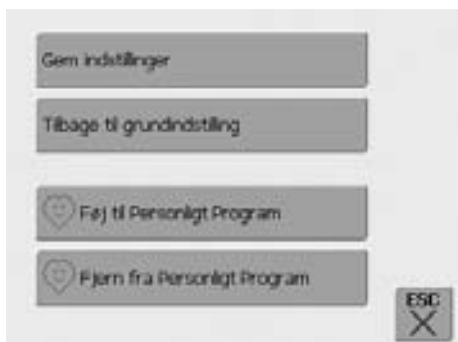 Gem indstillinger
Tilbage til grundindstilling
Føj til Personligt Program
Fjern fra Personligt Program
ESC